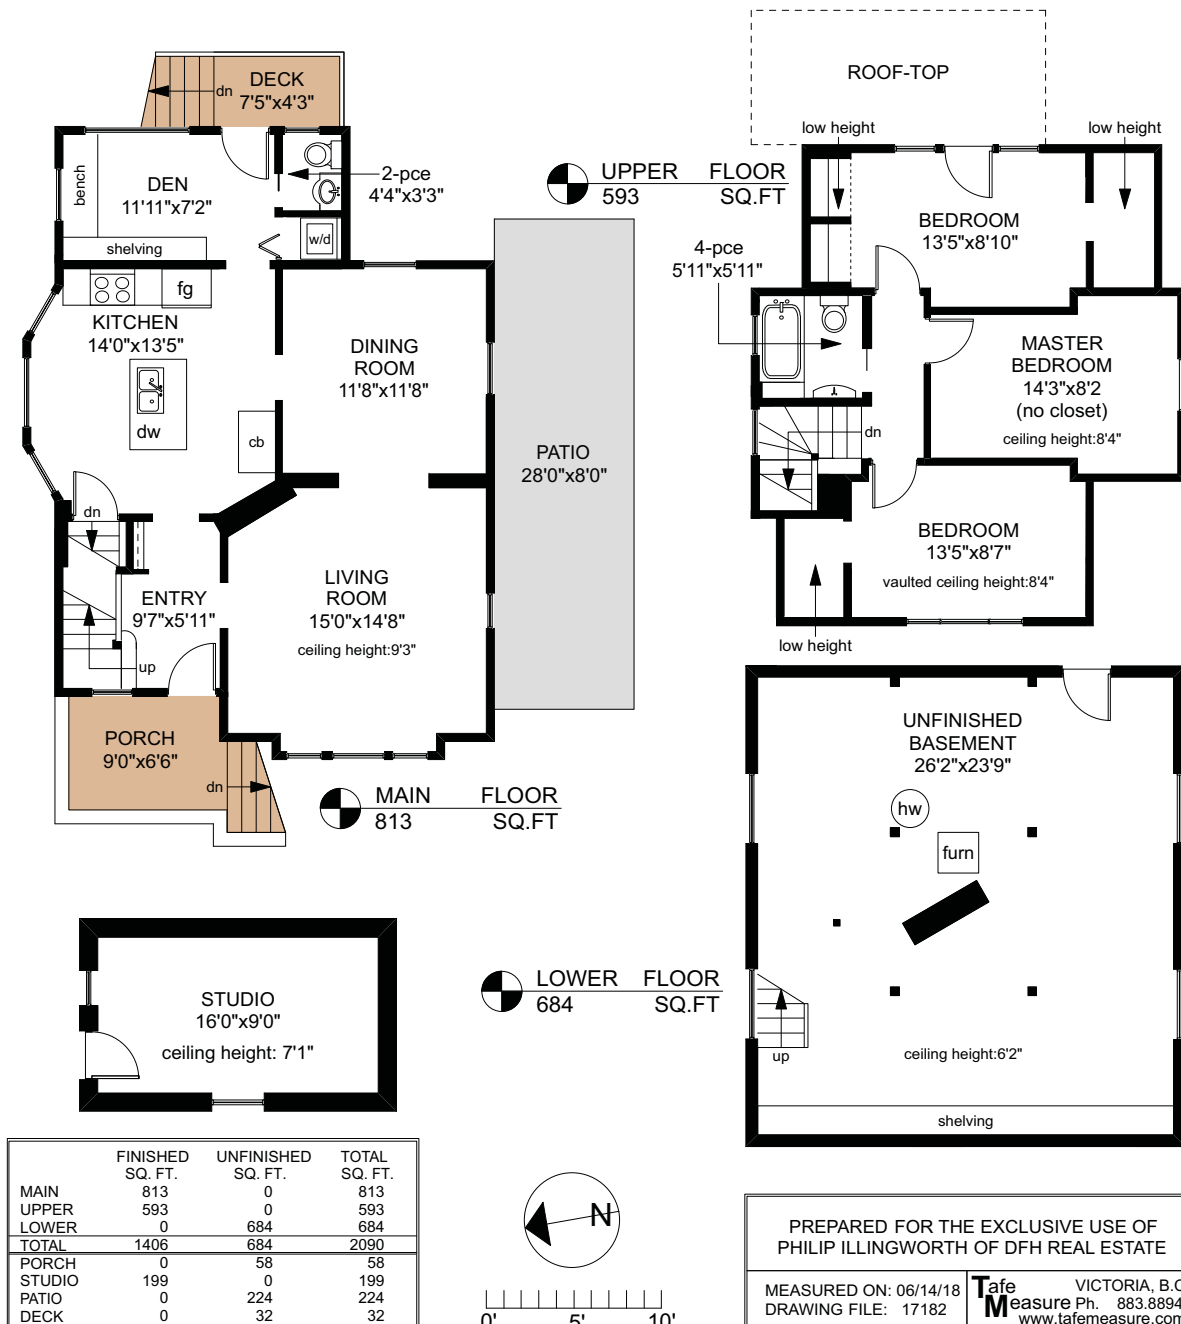 ROOF-TOP
DECK
7'5"x4'3"
dn
low height
low height
bench
DEN
11'11"x7'2"
shelving
2-pce
4'4"x3'3"
w/d
UPPER FLOOR
593 SQ.FT
BEDROOM
13'5"x8'10"
4-pce
5'11"x5'11"
fg
KITCHEN
14'0"x13'5"
dw
cb
DINING
ROOM
11'8"x11'8"
PATIO
28'0"x8'0"
MASTER
BEDROOM
14'3"x8'2
(no closet)
ceiling height:8'4"
dn
dn
BEDROOM
13'5"x8'7"
vaulted ceiling height:8'4"
low height
ENTRY
9'7"x5'11"
up
LIVING
ROOM
15'0"x14'8"
ceiling height:9'3"
PORCH
9'0"x6'6"
dn
MAIN FLOOR
813 SQ.FT
UNFINISHED
BASEMENT
26'2"x23'9"
hw
furn
up
ceiling height:6'2"
shelving
STUDIO
16'0"x9'0"
ceiling height: 7'1"
LOWER FLOOR
684 SQ.FT
FINISHED UNFINISHED TOTAL
SQ. FT. SQ. FT. SQ. FT.
MAIN 813 0 813
UPPER 593 0 593
LOWER 0 684 684
TOTAL 1406 684 2090
PORCH 0 58 58
STUDIO 199 0 199
PATIO 0 224 224
DECK 0 32 32
N
0' 5' 10'
PREPARED FOR THE EXCLUSIVE USE OF
PHILIP ILLINGWORTH OF DFH REAL ESTATE
MEASURED ON: 06/14/18
DRAWING FILE: 17182
Tafe Measure
VICTORIA, B.C
Ph. 883.8894
www.tafemeasure.com